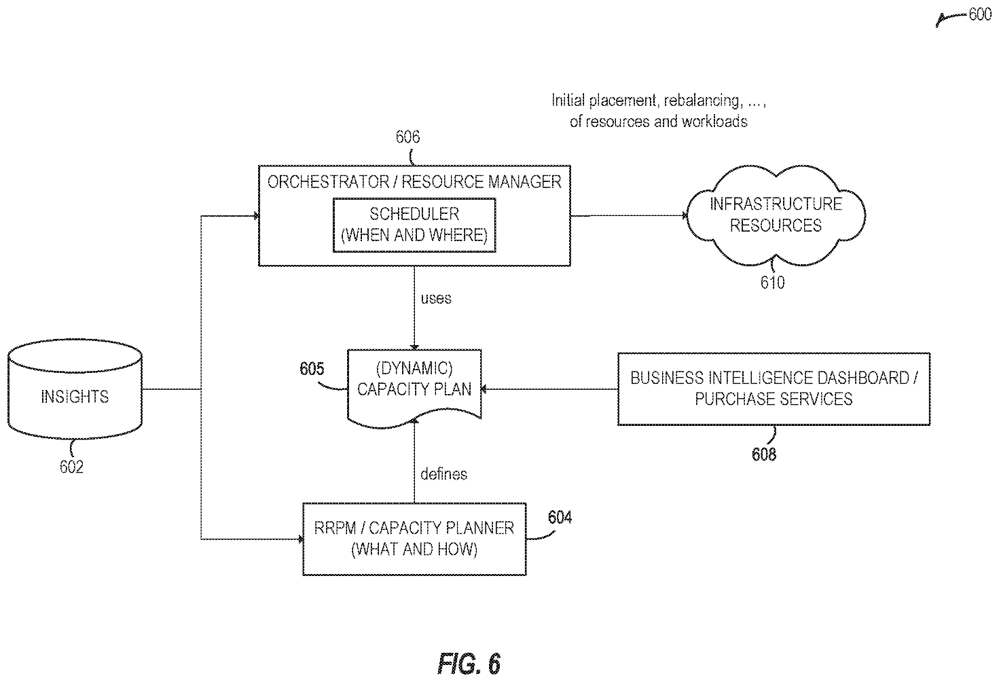 600
Initial placement, rebalancing, ...,
of resources and workloads
606
ORCHESTRATOR / RESOURCE MANAGER
SCHEDULER
(WHEN AND WHERE)
INFRASTRUCTURE
RESOURCES
610
uses
INSIGHTS
602
605
(DYNAMIC)
CAPACITY PLAN
BUSINESS INTELLIGENCE DASHBOARD /
PURCHASE SERVICES
608
defines
RRPM / CAPACITY PLANNER
(WHAT AND HOW)
604
FIG. 6